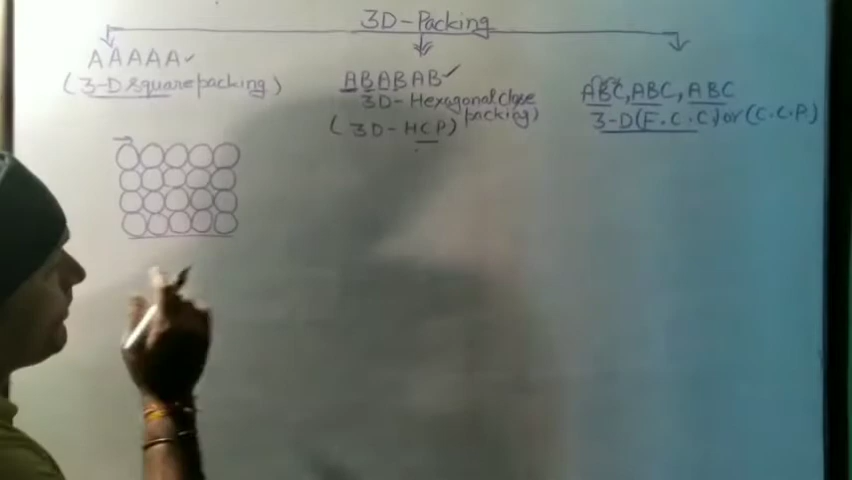 3D-Packing
AAAAA
(3-D square packing)
ABABAB
3D-Hexagonal close
packing)
(3D-HCP)
ABC, ABC, ABC
3-D(F.C.C) or (C.C.P.)